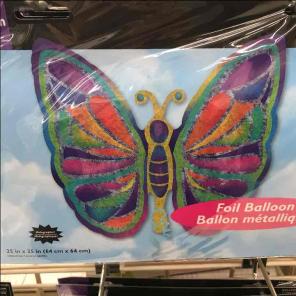 Foil Balloon
Ballon métalliq
25 in x 25 in (64 cm x 64 cm)